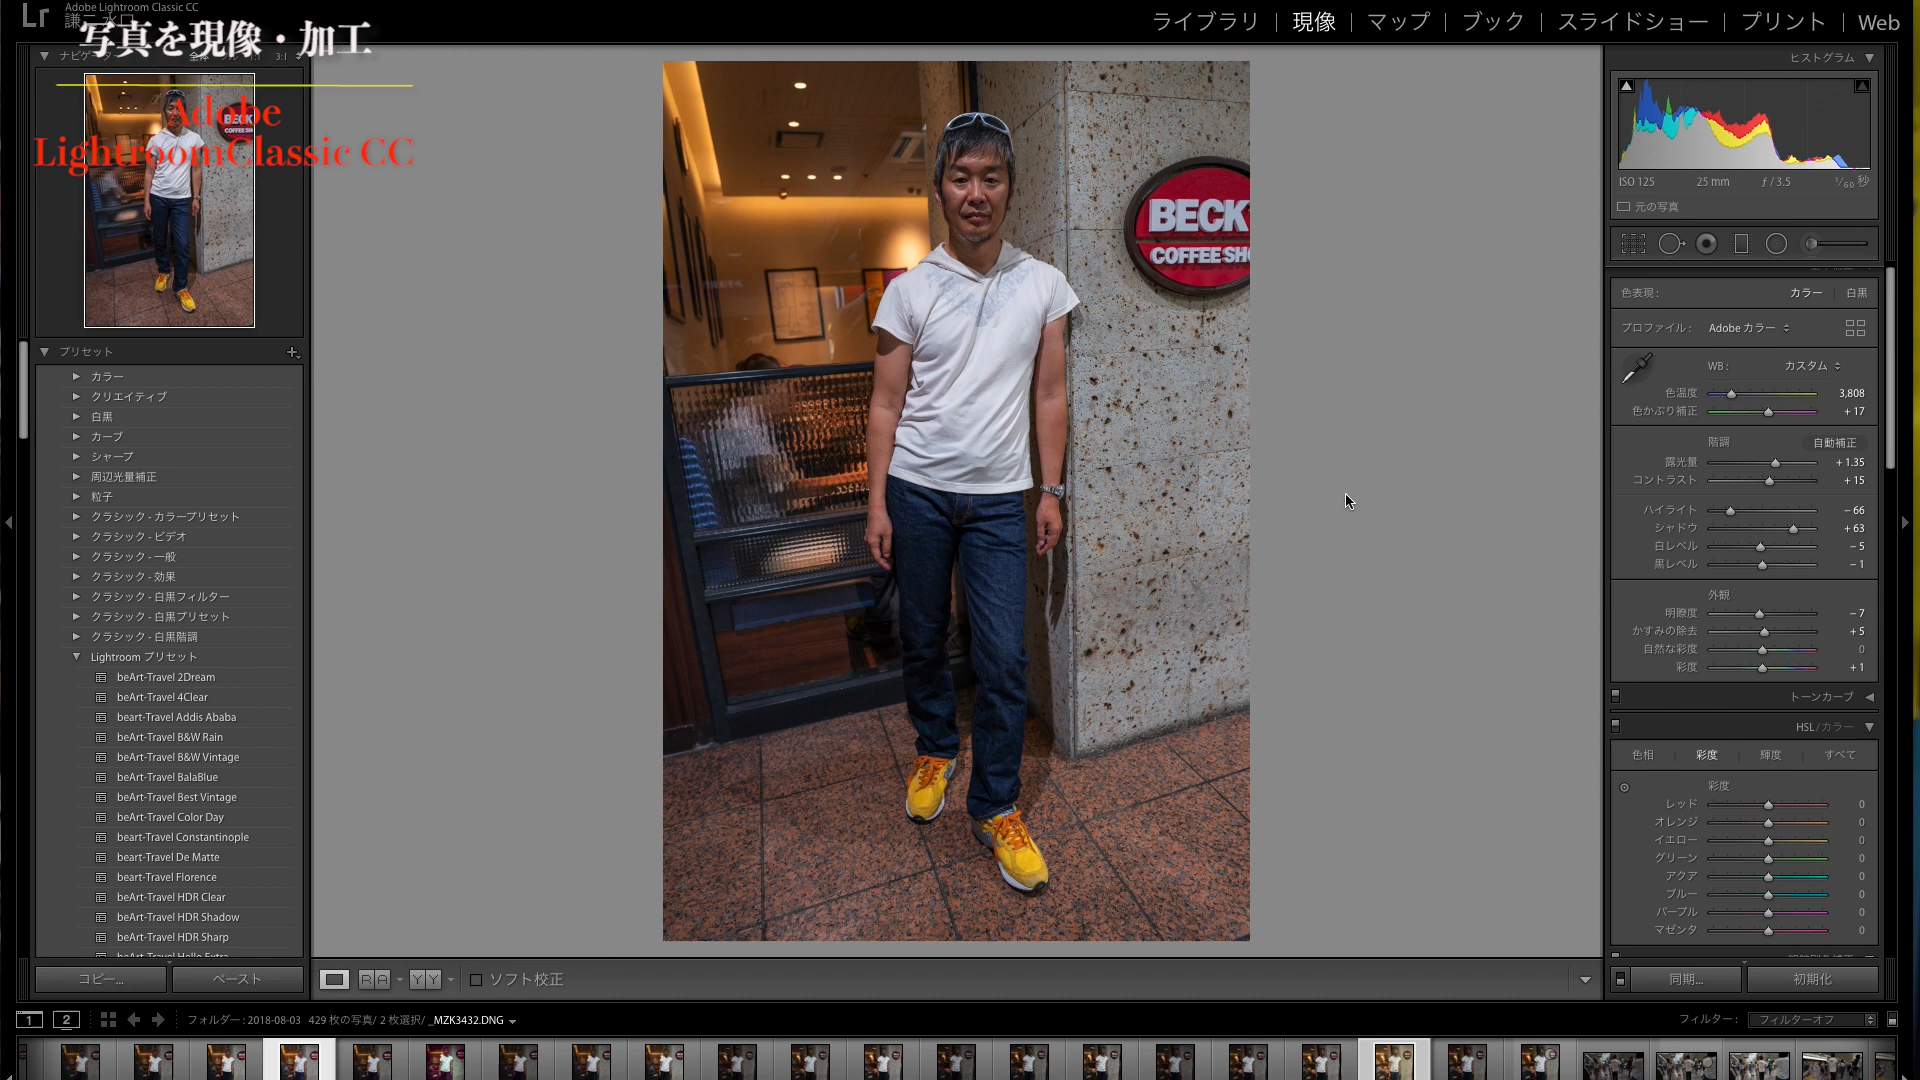 Lr
Adobe Lightroom Classic CC
写真を現像・加工
Adobe
LightroomClassic CC
ライブラリ | 現像 | マップ | ブック | スライドショー | プリント | Web
3:1
BECK
COFFEE SH
プリセット
カラー
クリエイティブ
白黒
カーブ
シャープ
周辺光量補正
粒子
クラシック - カラープリセット
クラシック - ビデオ
クラシック - 一般
クラシック - 効果
クラシック - 白黒フィルター
クラシック - 白黒プリセット
クラシック - 白黒階調
Lightroom プリセット
beArt-Travel 2Dream
beArt-Travel 4Clear
beart-Travel Addis Ababa
beArt-Travel B&W Rain
beArt-Travel B&W Vintage
beArt-Travel BalaBlue
beArt-Travel Best Vintage
beArt-Travel Color Day
beart-Travel Constantinople
beart-Travel De Matte
beart-Travel Florence
beArt-Travel HDR Clear
beArt-Travel HDR Shadow
beArt-Travel HDR Sharp
コピー...
ペースト
R A
Y Y
ソフト校正
ヒストグラム
ISO 125 25 mm ƒ / 3.5 1/60 秒
元の写真
色表現 : カラー 白黒
プロファイル : Adobe カラー
WB : カスタム
色温度 3,808
色かぶり補正 + 17
階調 自動補正
露光量 + 1.35
コントラスト + 15
ハイライト - 66
シャドウ + 63
白レベル - 5
黒レベル - 1
外観
明瞭度 - 7
かすみの除去 + 5
自然な彩度 0
彩度 + 1
トーンカーブ
HSL / カラー
色相 彩度 輝度 すべて
彩度
レッド 0
オレンジ 0
イエロー 0
グリーン 0
アクア 0
ブルー 0
パープル 0
マゼンタ 0
同期...
初期化
1 2 フォルダー : 2018-08-03 429 枚の写真/ 2 枚選択/ _MZK3432.DNG
フィルター : フィルターオフ